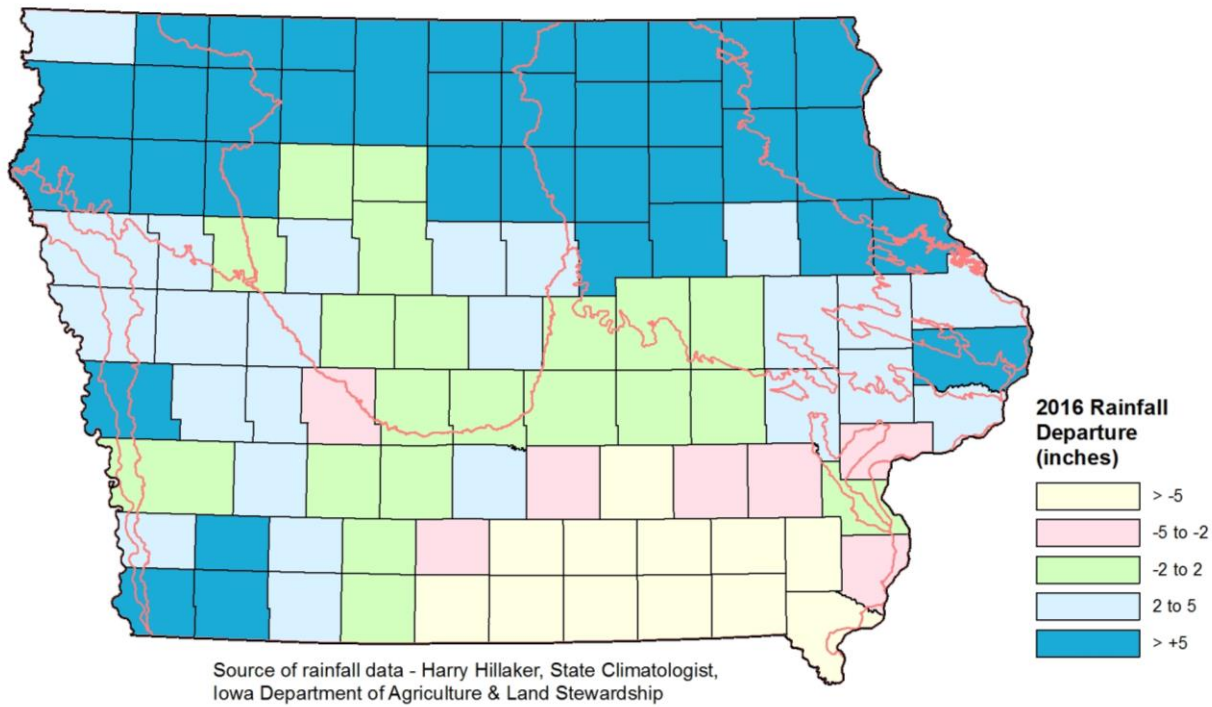 2016 Rainfall
Departure
(inches)
> -5
-5 to -2
-2 to 2
2 to 5
> +5
Source of rainfall data - Harry Hillaker, State Climatologist,
Iowa Department of Agriculture & Land Stewardship